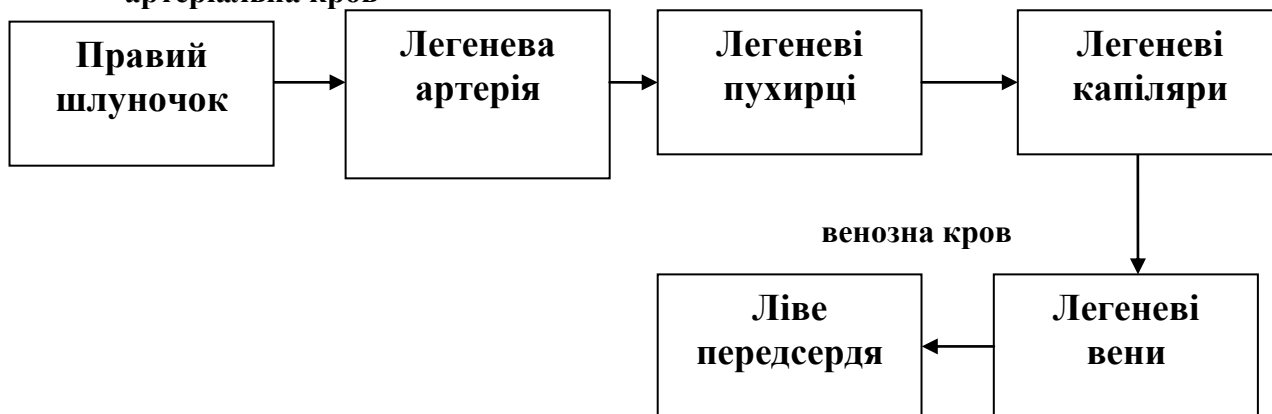 артеріальна кров
Правий
шлуночок
Легенева
артерія
Легеневі
пухирці
Легеневі
капіляри
венозна кров
Ліве
передсердя
Легеневі
вени